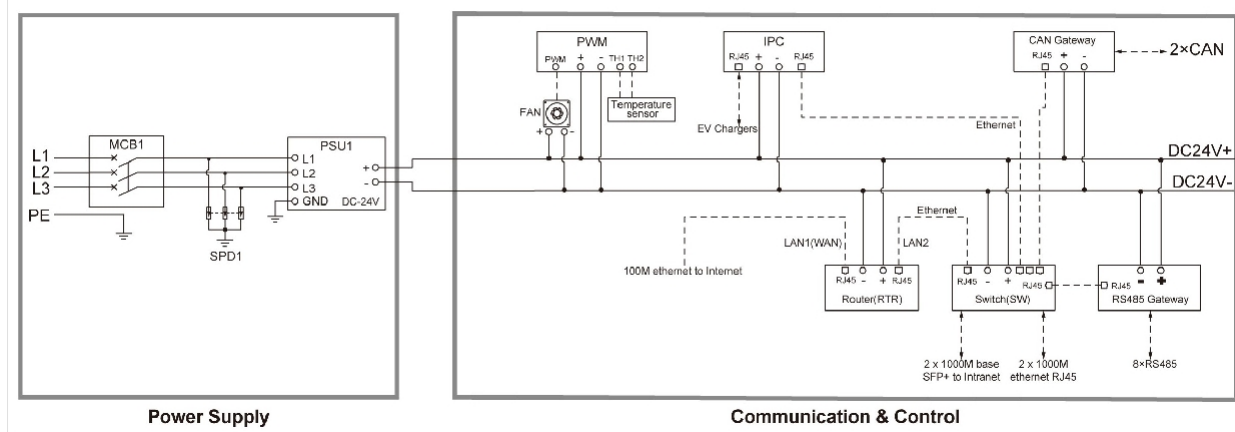 MCB1
L1
L2
L3
PE
SPD1
PSU1
L1
L2
L3
GND
+
-
DC-24V
Power Supply
PWM
PWM + - TH1 TH2
FAN
+ -
Temperature
sensor
IPC
RJ45 + - RJ45
EV Chargers
Ethernet
CAN Gateway
RJ45 + -
2×CAN
DC24V+
DC24V-
Ethernet
LAN1(WAN)
LAN2
100M ethernet to Internet
RJ45 - + RJ45
Router(RTR)
RJ45 - + RJ45
Switch(SW)
RJ45 - +
RS485 Gateway
2 x 1000M base
SFP+ to Intranet
2 x 1000M
ethernet RJ45
8×RS485
Communication & Control